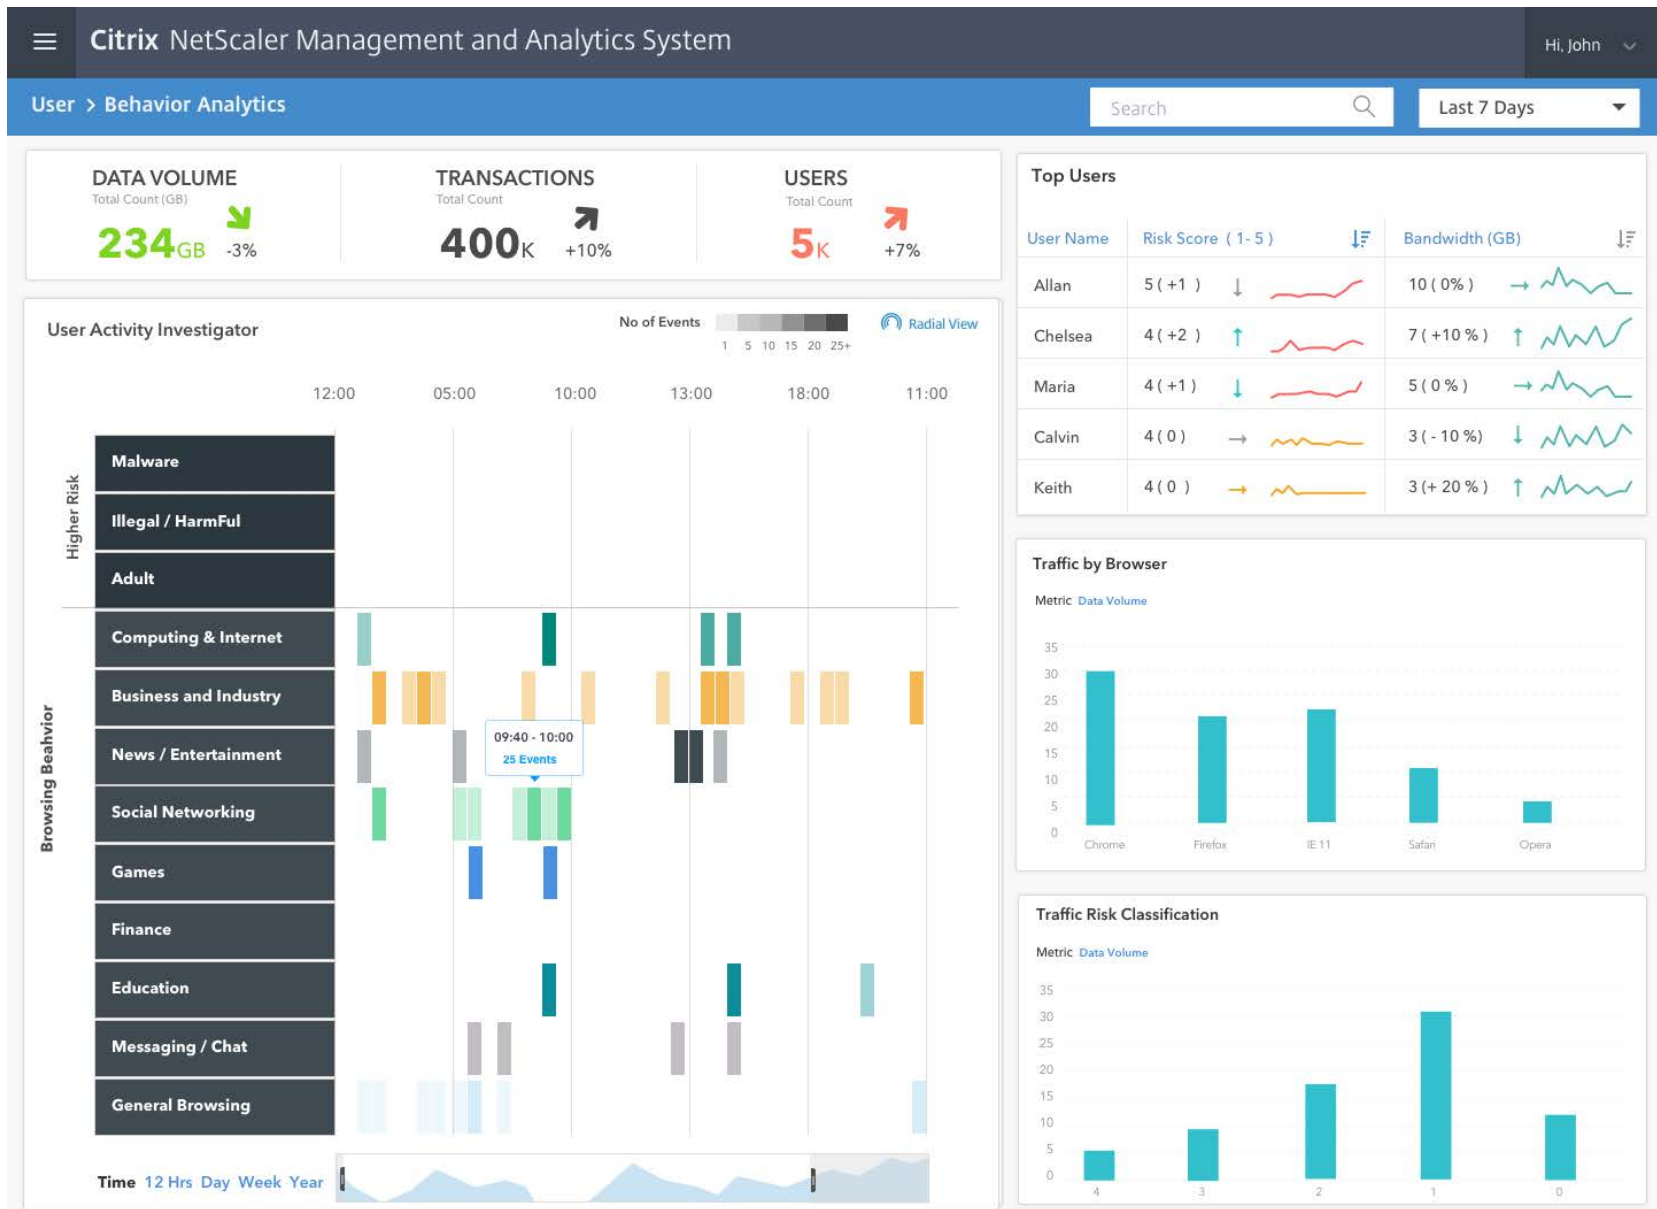 Citrix NetScaler Management and Analytics System
Hi, John
User > Behavior Analytics
Search
Last 7 Days
DATA VOLUME
Total Count (GB)
234GB -3%
TRANSACTIONS
Total Count
400K +10%
USERS
Total Count
5K +7%
User Activity Investigator
No of Events
1 5 10 15 20 25+
Radial View
12:00 05:00 10:00 13:00 18:00 11:00
Higher Risk
Malware
Illegal / HarmFul
Adult
Browsing Beahvior
Computing & Internet
Business and Industry
News / Entertainment
09:40 - 10:00
25 Events
Social Networking
Games
Finance
Education
Messaging / Chat
General Browsing
Time 12 Hrs Day Week Year
Top Users
User Name Risk Score ( 1- 5 ) Bandwidth (GB)
Allan 5 ( +1 ) 10 ( 0% )
Chelsea 4 ( +2 ) 7 ( +10 % )
Maria 4 ( +1 ) 5 ( 0 % )
Calvin 4 ( 0 ) 3 ( - 10 %)
Keith 4 ( 0 ) 3 (+ 20 % )
Traffic by Browser
Metric Data Volume
35
30
25
20
15
10
5
0
Chrome Firefox IE 11 Safari Opera
Traffic Risk Classification
Metric Data Volume
35
30
25
20
15
10
5
0
4 3 2 1 0